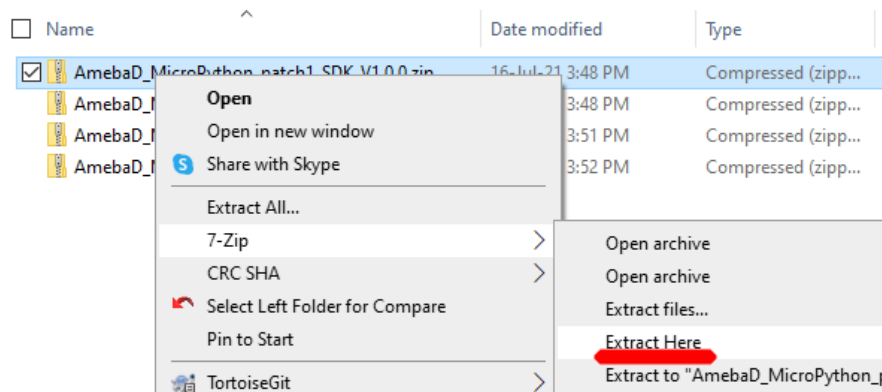 Name Date modified Type
AmebaD_MicroPython_patch1_SDK_V1.0.0.zip 16-Jul-21 3:48 PM Compressed (zipp...
AmebaD_M 3:48 PM Compressed (zipp...
AmebaD_M 3:51 PM Compressed (zipp...
AmebaD_M 3:52 PM Compressed (zipp...
Open
Open in new window
Share with Skype
Extract All...
7-Zip
CRC SHA
Select Left Folder for Compare
Pin to Start
TortoiseGit
Open archive
Open archive
Extract files...
Extract Here
Extract to "AmebaD_MicroPython_p